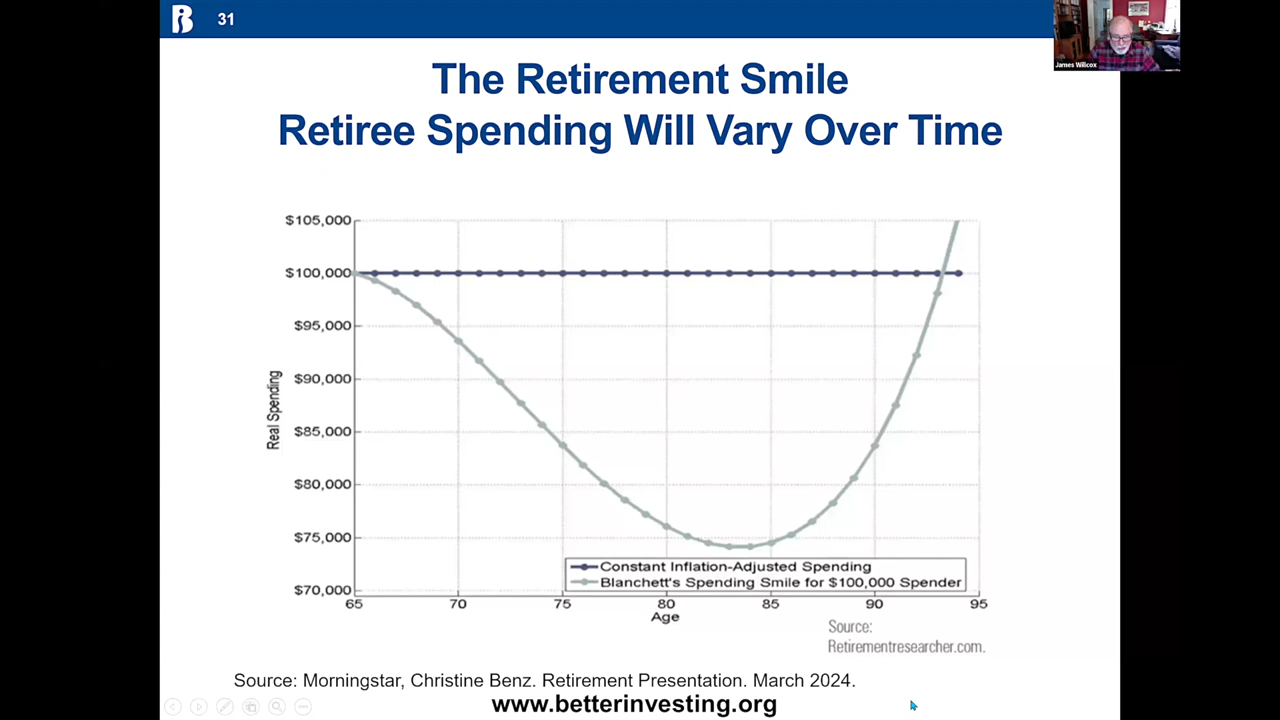 31
James Willcox
The Retirement Smile
Retiree Spending Will Vary Over Time
$105,000
$100,000
$95,000
$90,000
$85,000
$80,000
$75,000
$70,000
Real Spending
Constant Inflation-Adjusted Spending
Blanchett's Spending Smile for $100,000 Spender
65 70 75 80 85 90 95
Age
Source:
Retirementresearcher.com.
Source: Morningstar, Christine Benz. Retirement Presentation. March 2024.
www.betterinvesting.org